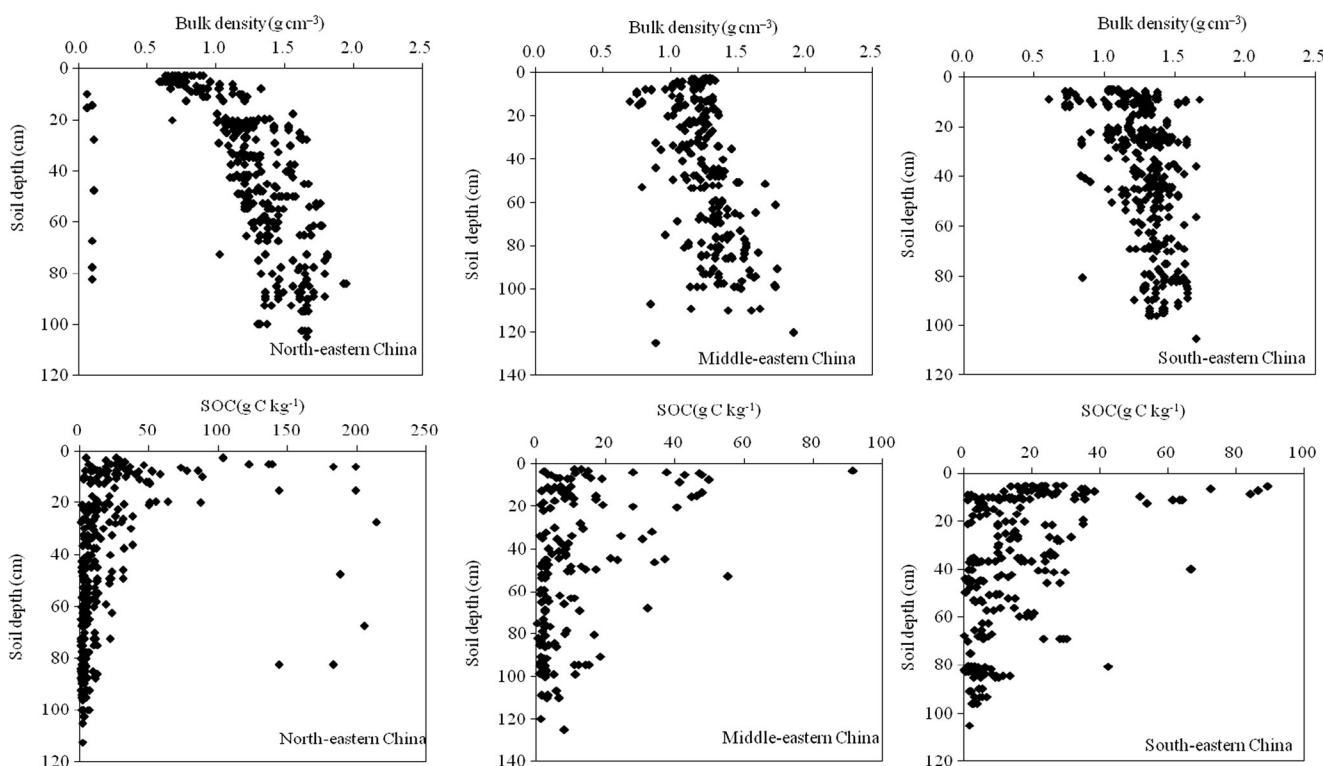 Bulk density (g cm⁻³)
0.0 0.5 1.0 1.5 2.0 2.5
0
20
40
60
80
100
120
Soil depth (cm)
North-eastern China
Bulk density (g cm⁻³)
0.0 0.5 1.0 1.5 2.0 2.5
0
20
40
60
80
100
120
140
Soil depth (cm)
Middle-eastern China
Bulk density (g cm⁻³)
0.0 0.5 1.0 1.5 2.0 2.5
0
20
40
60
80
100
120
Soil depth (cm)
South-eastern China
SOC(g C kg⁻¹)
0 50 100 150 200 250
0
20
40
60
80
100
120
Soil depth (cm)
North-eastern China
SOC(g C kg⁻¹)
0 20 40 60 80 100
0
20
40
60
80
100
120
140
Soil depth (cm)
Middle-eastern China
SOC(g C kg⁻¹)
0 20 40 60 80 100
0
20
40
60
80
100
120
Soil depth (cm)
South-eastern China